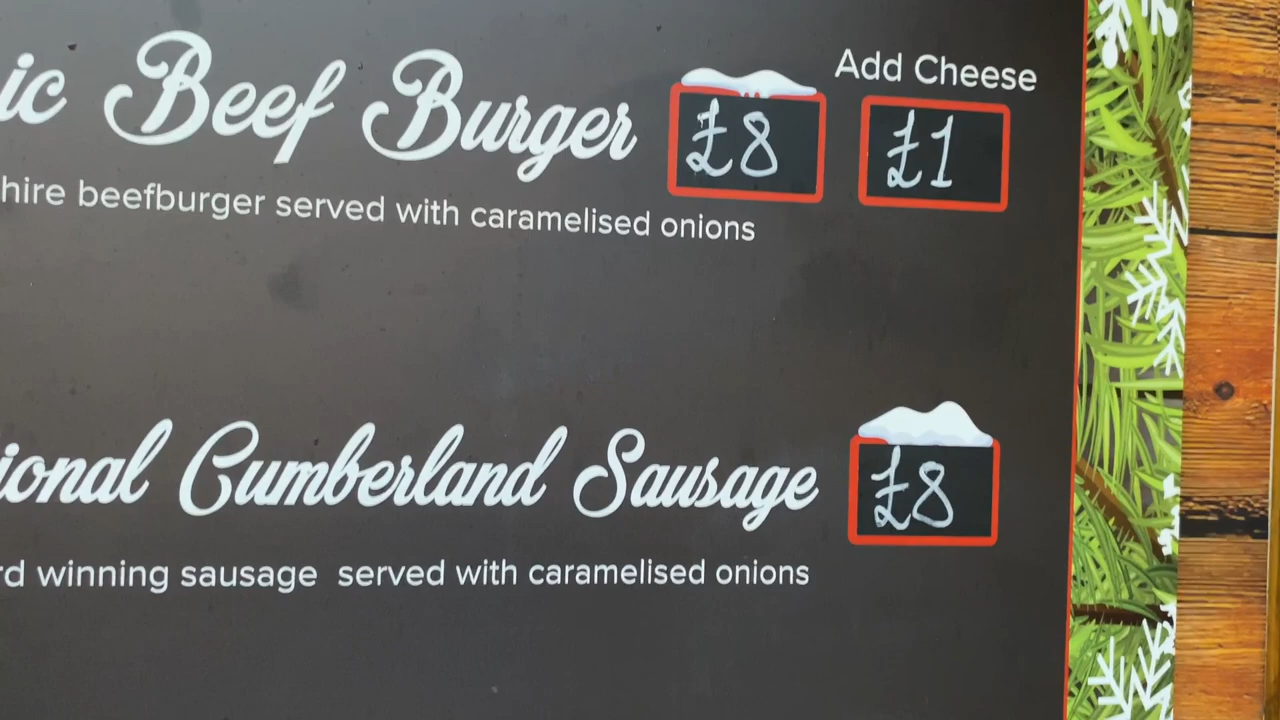 ic Beef Burger £8
Add Cheese
£1
hire beefburger served with caramelised onions
ional Cumberland Sausage £8
rd winning sausage served with caramelised onions